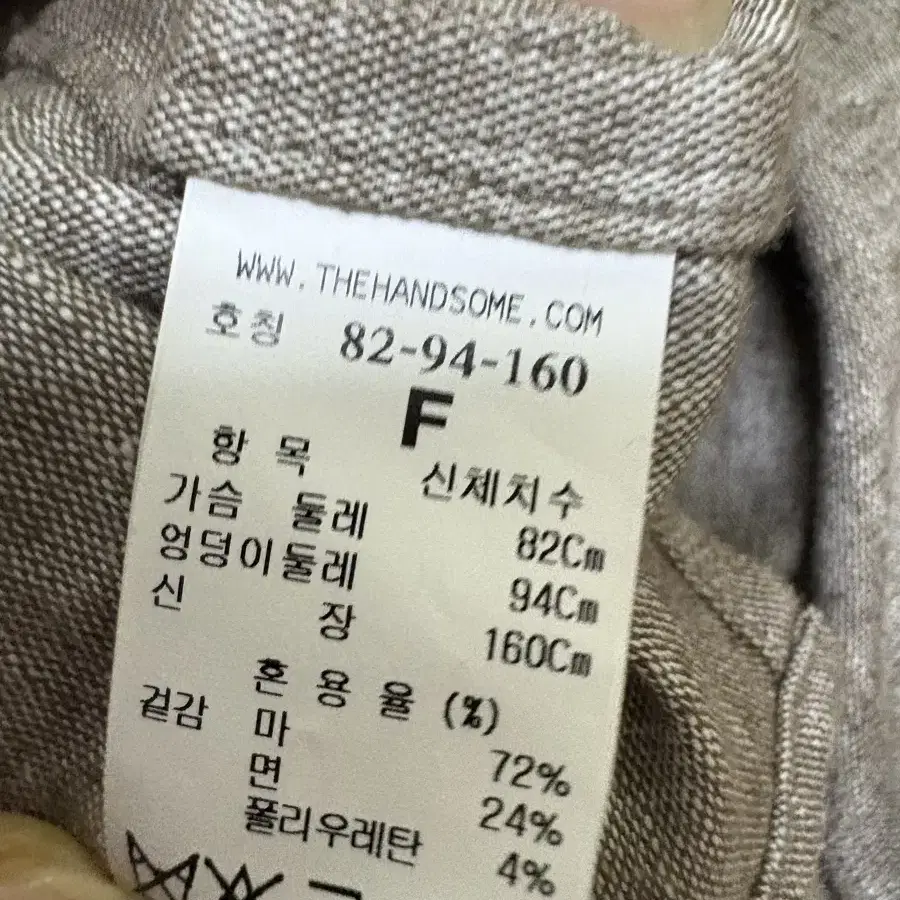 WWW.THEHANDSOME.COM
호칭 82-94-160
F
항 목 신체치수
가슴 둘레 82Cm
엉덩이둘레 94Cm
신 장 160Cm
혼 용 율 (%)
겉감 마 72%
면 24%
폴리우레탄 4%